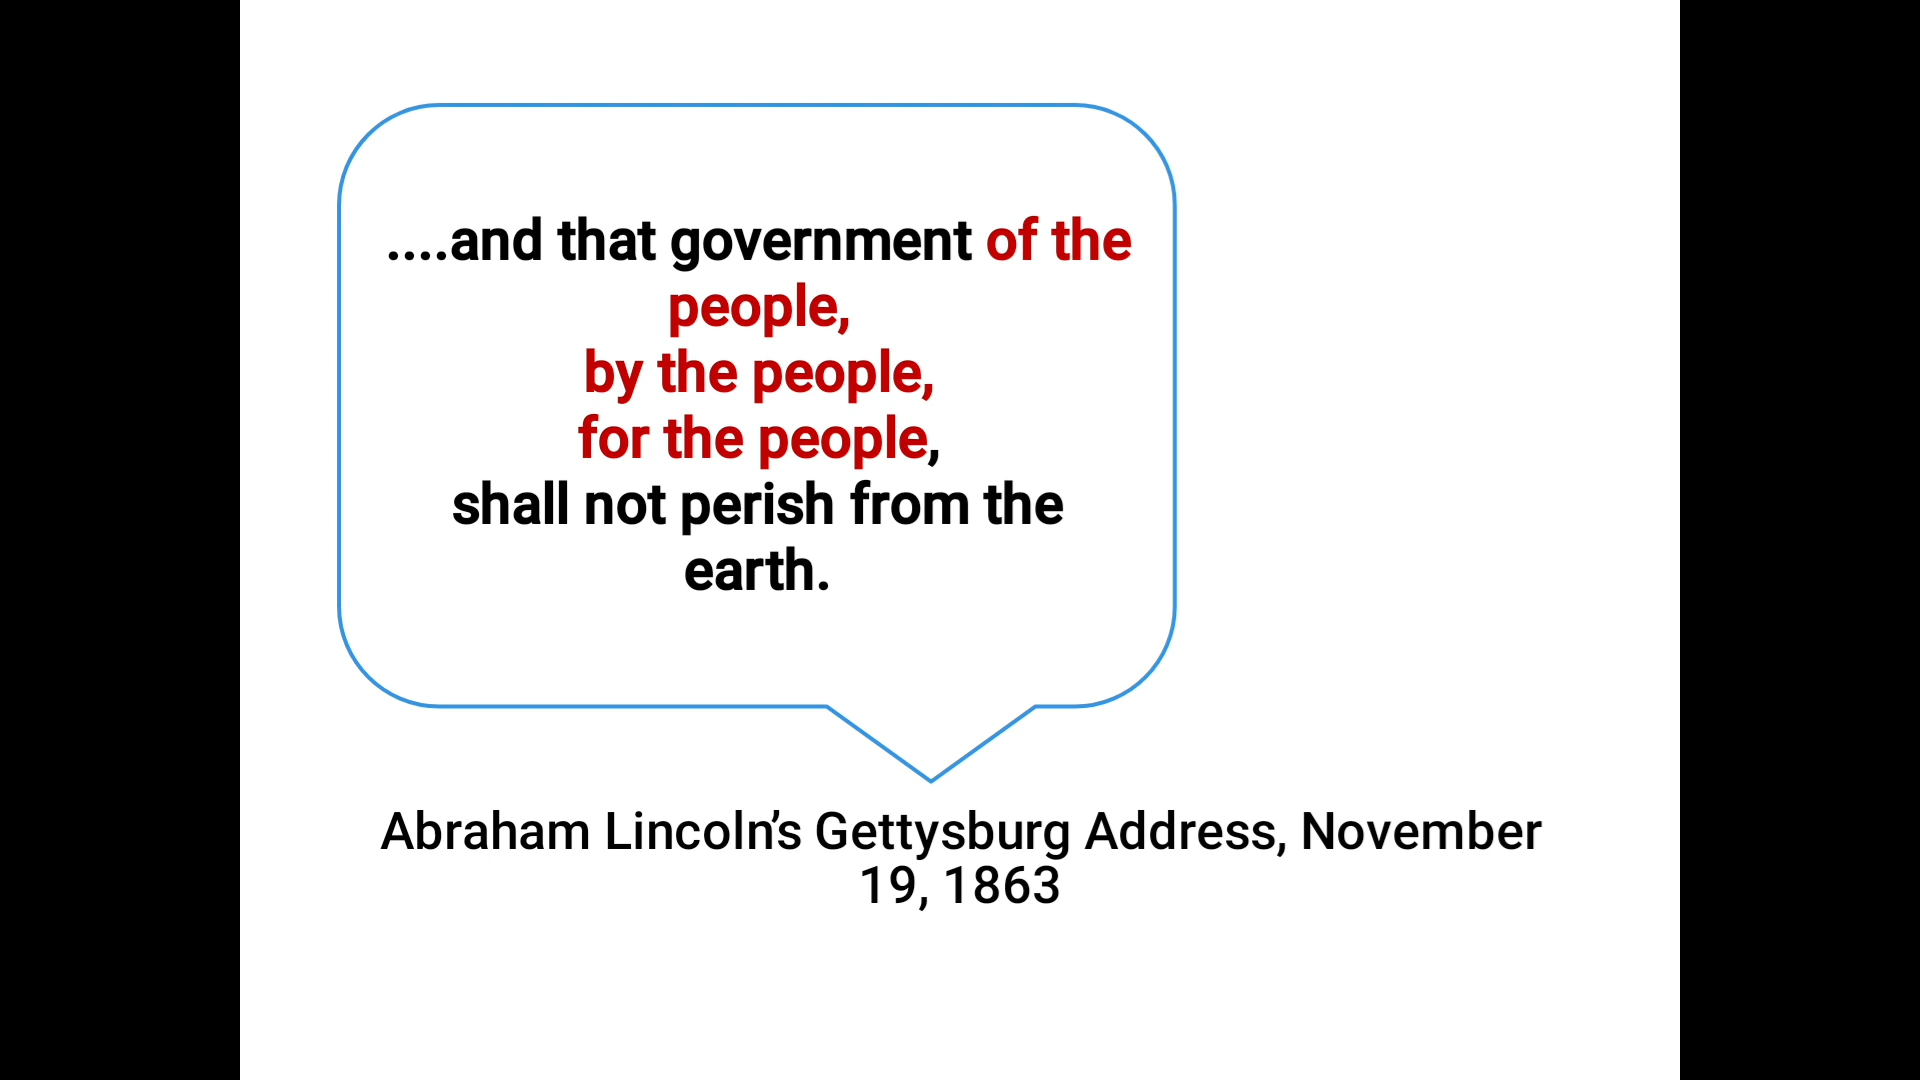 ....and that government of the
people,
by the people,
for the people,
shall not perish from the
earth.
Abraham Lincoln’s Gettysburg Address, November
19, 1863